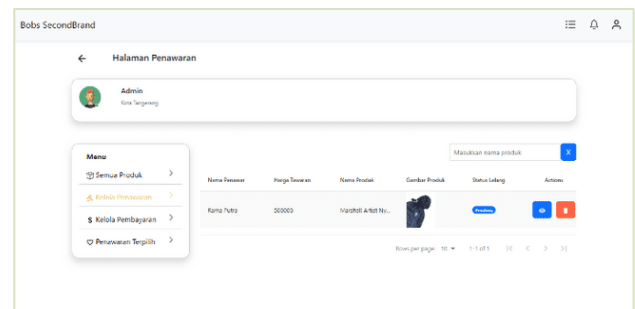 Bobs SecondBrand
Halaman Penawaran
Admin
Kota Tangerang
Masukkan nama produk X
Menu
Semua Produk
Kelola Penawaran
$ Kelola Pembayaran
Penawaran Terpilih
Nama Penawar Harga Tawaran Nama Produk Gambar Produk Status Lelang Actions
Rama Putra 500000 Marshall Artist Ny... Pending
Rows per page: 10 1-1 of 1